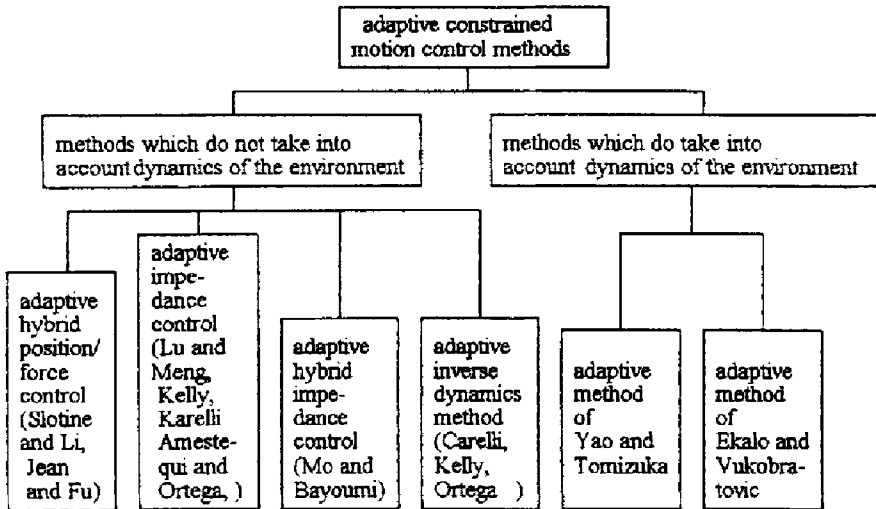 adaptive constrained
motion control methods
methods which do not take into
account dynamics of the environment
methods which do take into
account dynamics of the environment
adaptive
hybrid
position/
force
control
(Slotine
and Li,
Jean
and Fu)
adaptive
impe-
dance
control
(Lu and
Meng,
Kelly,
Karelli
Ameste-
qui and
Ortega, )
adaptive
hybrid
impe-
dance
control
(Mo and
Bayoumi)
adaptive
inverse
dynamics
method
(Carelli,
Kelly,
Ortega )
adaptive
method
of
Yao and
Tomizuka
adaptive
method
of
Ekalo and
Vukobra-
tovic